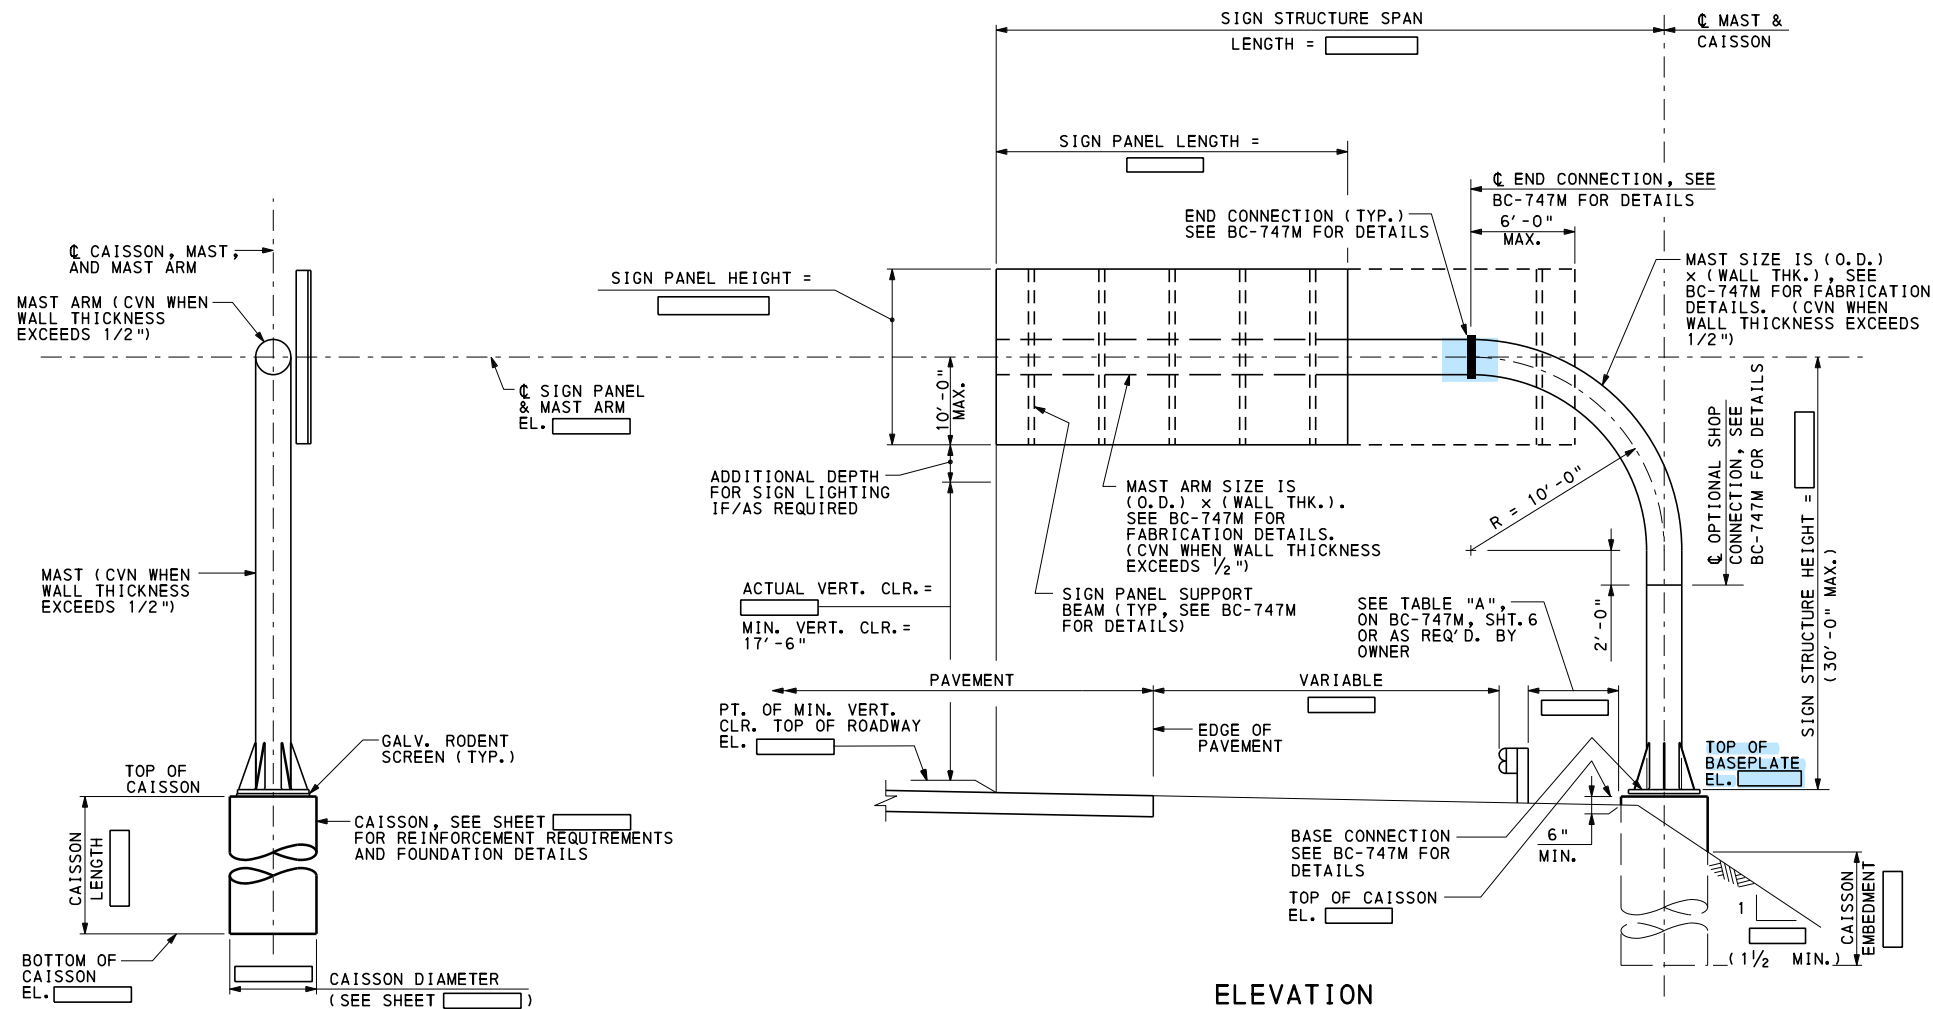 SIGN STRUCTURE SPAN
LENGTH =
℄ MAST &
CAISSON
SIGN PANEL LENGTH =
℄ END CONNECTION, SEE
BC-747M FOR DETAILS
6'-0"
MAX.
END CONNECTION (TYP.)
SEE BC-747M FOR DETAILS
℄ CAISSON, MAST,
AND MAST ARM
MAST ARM (CVN WHEN
WALL THICKNESS
EXCEEDS 1/2")
SIGN PANEL HEIGHT =
MAST SIZE IS (O.D.)
x (WALL THK.), SEE
BC-747M FOR FABRICATION
DETAILS. (CVN WHEN
WALL THICKNESS EXCEEDS
1/2")
℄ SIGN PANEL
& MAST ARM
EL.
10'-0"
MAX.
ADDITIONAL DEPTH
FOR SIGN LIGHTING
IF/AS REQUIRED
MAST ARM SIZE IS
(O.D.) x (WALL THK.).
SEE BC-747M FOR
FABRICATION DETAILS.
(CVN WHEN WALL THICKNESS
EXCEEDS ½")
R = 10'-0"
℄ OPTIONAL SHOP
CONNECTION, SEE
BC-747M FOR DETAILS
SIGN STRUCTURE HEIGHT =
(30'-0" MAX.)
MAST (CVN WHEN
WALL THICKNESS
EXCEEDS 1/2")
ACTUAL VERT. CLR.=
MIN. VERT. CLR.=
17'-6"
SIGN PANEL SUPPORT
BEAM (TYP, SEE BC-747M
FOR DETAILS)
SEE TABLE "A",
ON BC-747M, SHT.6
OR AS REQ'D. BY
OWNER
2'-0"
PAVEMENT
VARIABLE
PT. OF MIN. VERT.
CLR. TOP OF ROADWAY
EL.
EDGE OF
PAVEMENT
TOP OF
BASEPLATE
EL.
GALV. RODENT
SCREEN (TYP.)
TOP OF
CAISSON
CAISSON
LENGTH
CAISSON, SEE SHEET
FOR REINFORCEMENT REQUIREMENTS
AND FOUNDATION DETAILS
BASE CONNECTION
SEE BC-747M FOR
DETAILS
6"
MIN.
TOP OF CAISSON
EL.
1
(1½ MIN.)
CAISSON
EMBEDMENT
BOTTOM OF
CAISSON
EL.
CAISSON DIAMETER
(SEE SHEET )
ELEVATION